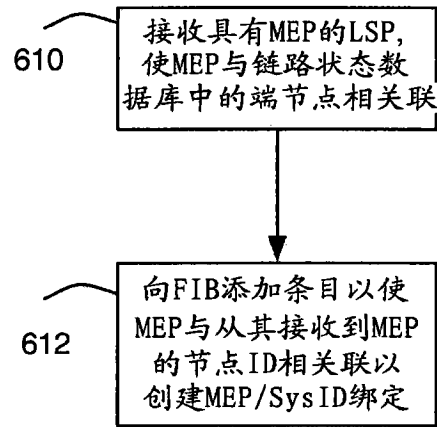 610
接收具有MEP的LSP,
使MEP与链路状态数
据库中的端节点相关联
612
向FIB添加条目以使
MEP与从其接收到MEP
的节点ID相关联以
创建MEP/SysID绑定